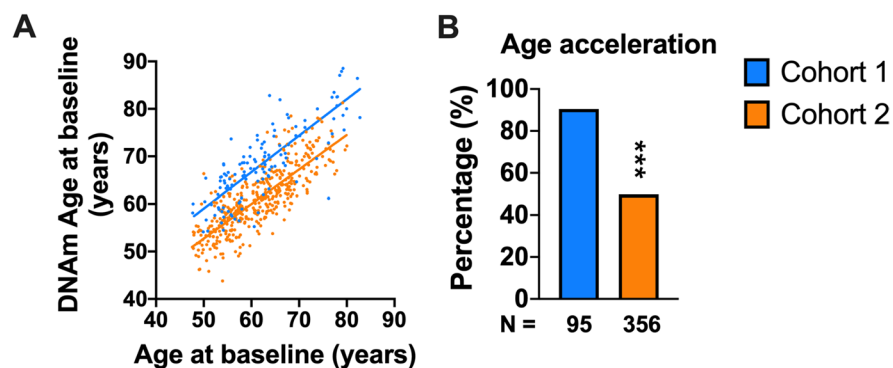 A
DNAm Age at baseline
(years)
90
80
70
60
50
40
40 50 60 70 80 90
Age at baseline (years)
B
Age acceleration
Percentage (%)
100
80
60
40
20
0
***
N = 95 356
Cohort 1
Cohort 2